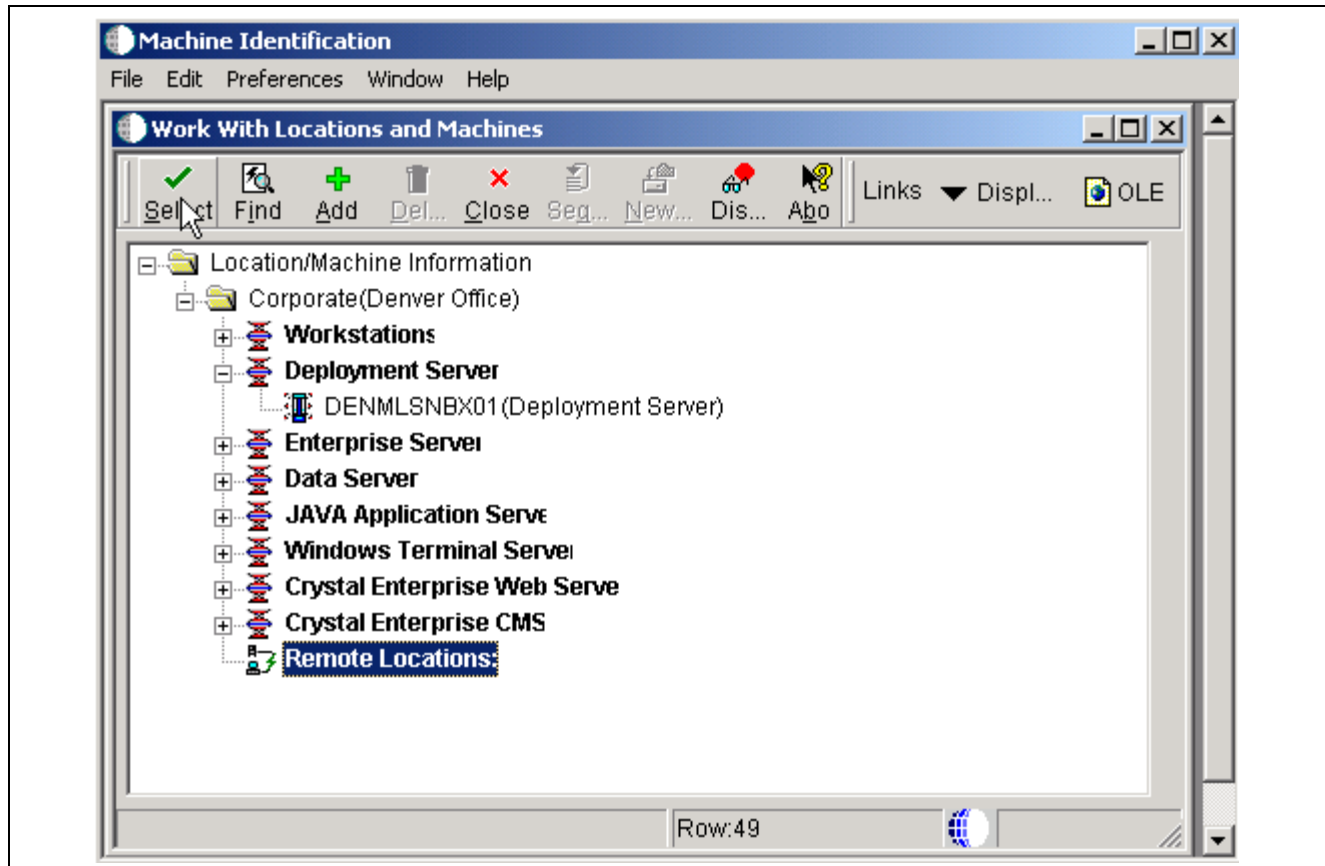 Machine Identification
File Edit Preferences Window Help
Work With Locations and Machines
Select Find Add Del... Close Seq... New... Dis... Abo Links Displ... OLE
Location/Machine Information
Corporate(Denver Office)
Workstations
Deployment Server
DENMLSNBX01(Deployment Server)
Enterprise Server
Data Server
JAVA Application Serve
Windows Terminal Server
Crystal Enterprise Web Serve
Crystal Enterprise CMS
Remote Locations:
Row:49